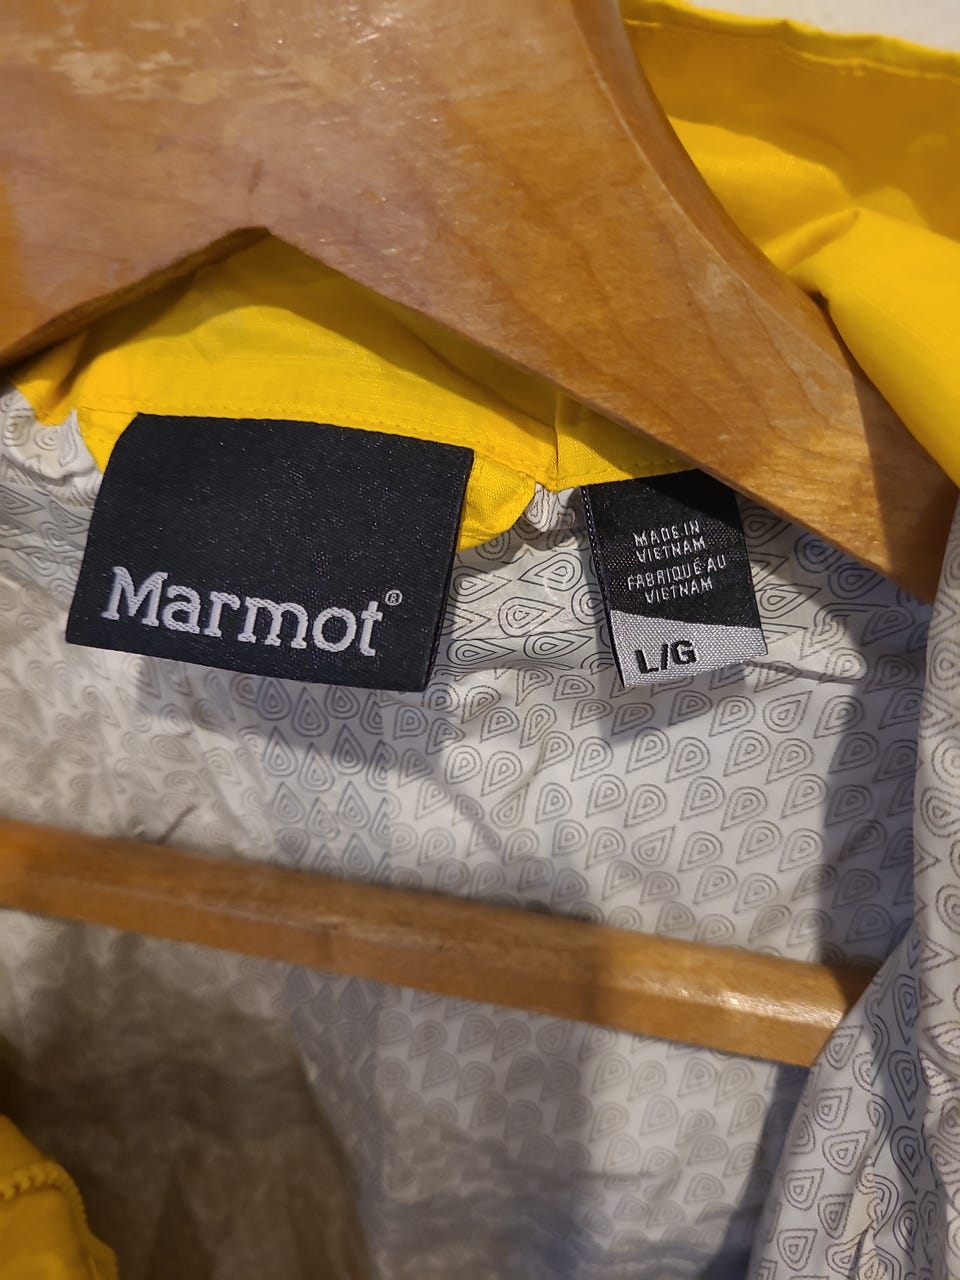 Marmot®
MADE IN
VIETNAM
FABRIQUÉ AU
VIETNAM
L/G